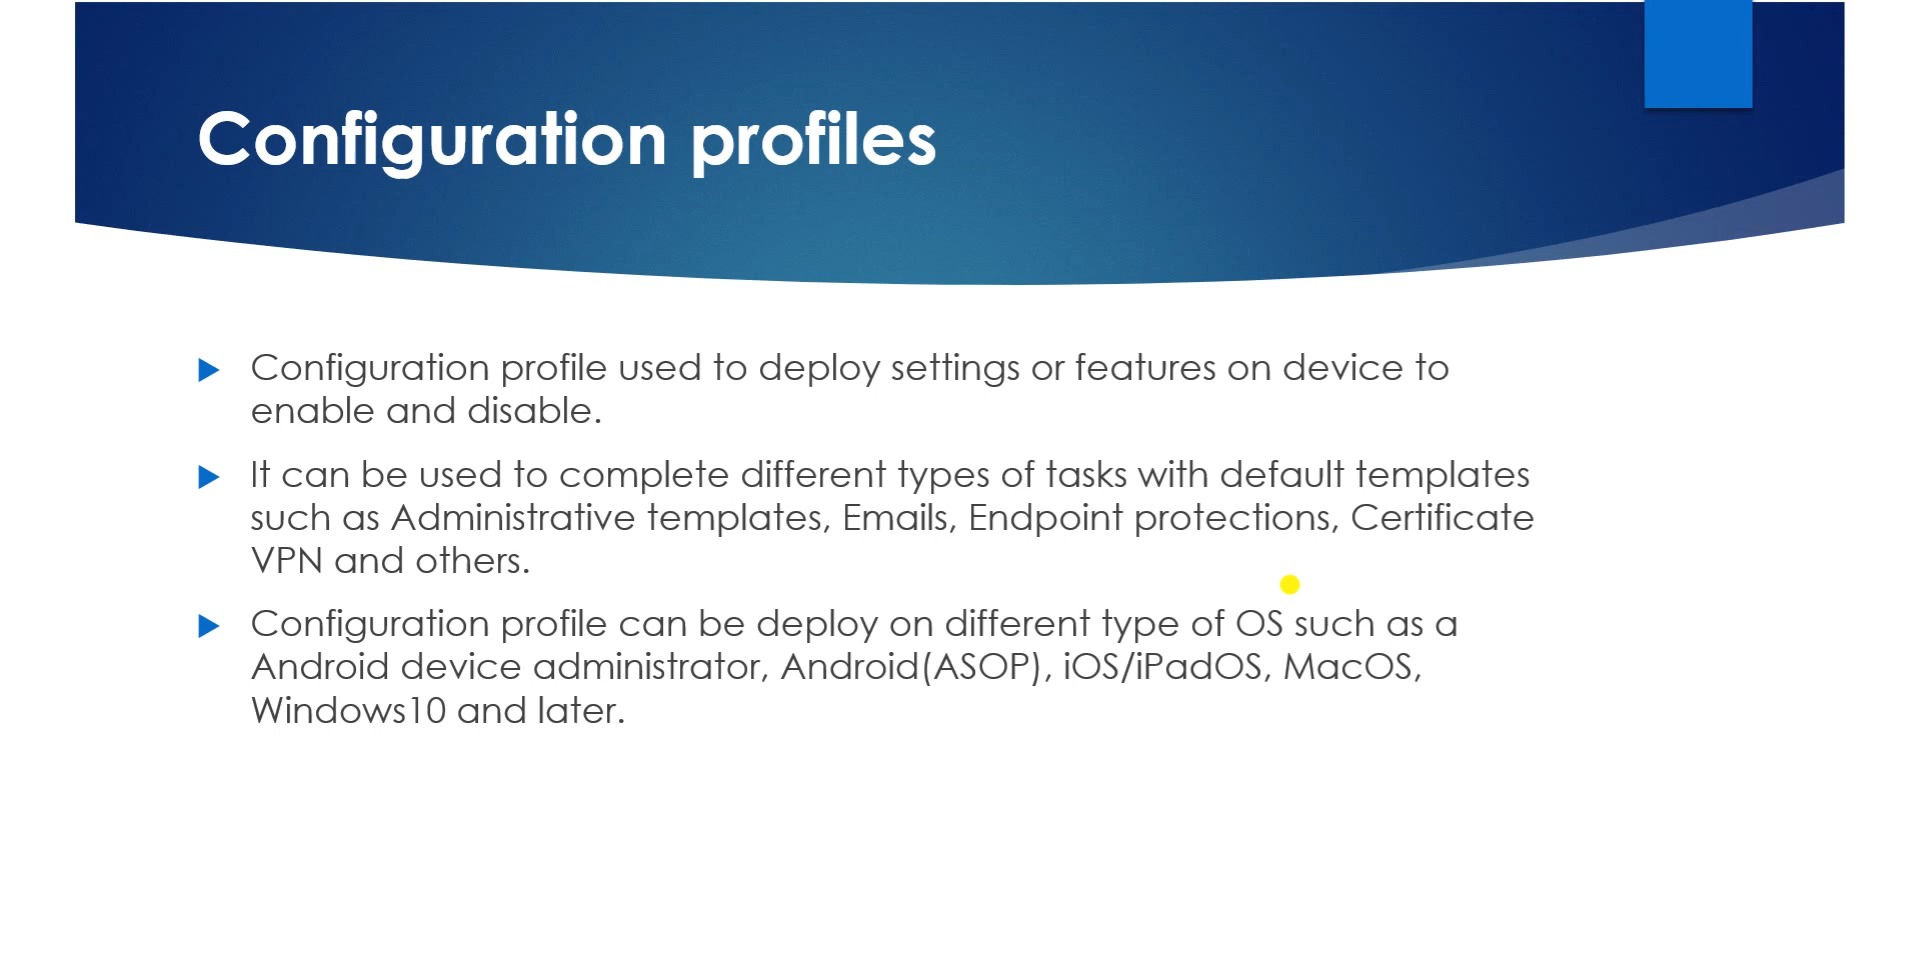 Configuration profiles
Configuration profile used to deploy settings or features on device to
enable and disable.
It can be used to complete different types of tasks with default templates
such as Administrative templates, Emails, Endpoint protections, Certificate
VPN and others.
Configuration profile can be deploy on different type of OS such as a
Android device administrator, Android(ASOP), iOS/iPadOS, MacOS,
Windows10 and later.